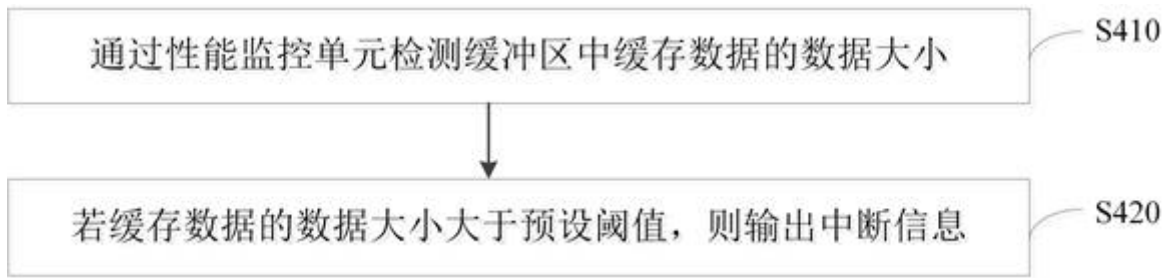 通过性能监控单元检测缓冲区中缓存数据的数据大小
S410
若缓存数据的数据大小大于预设阈值，则输出中断信息
S420